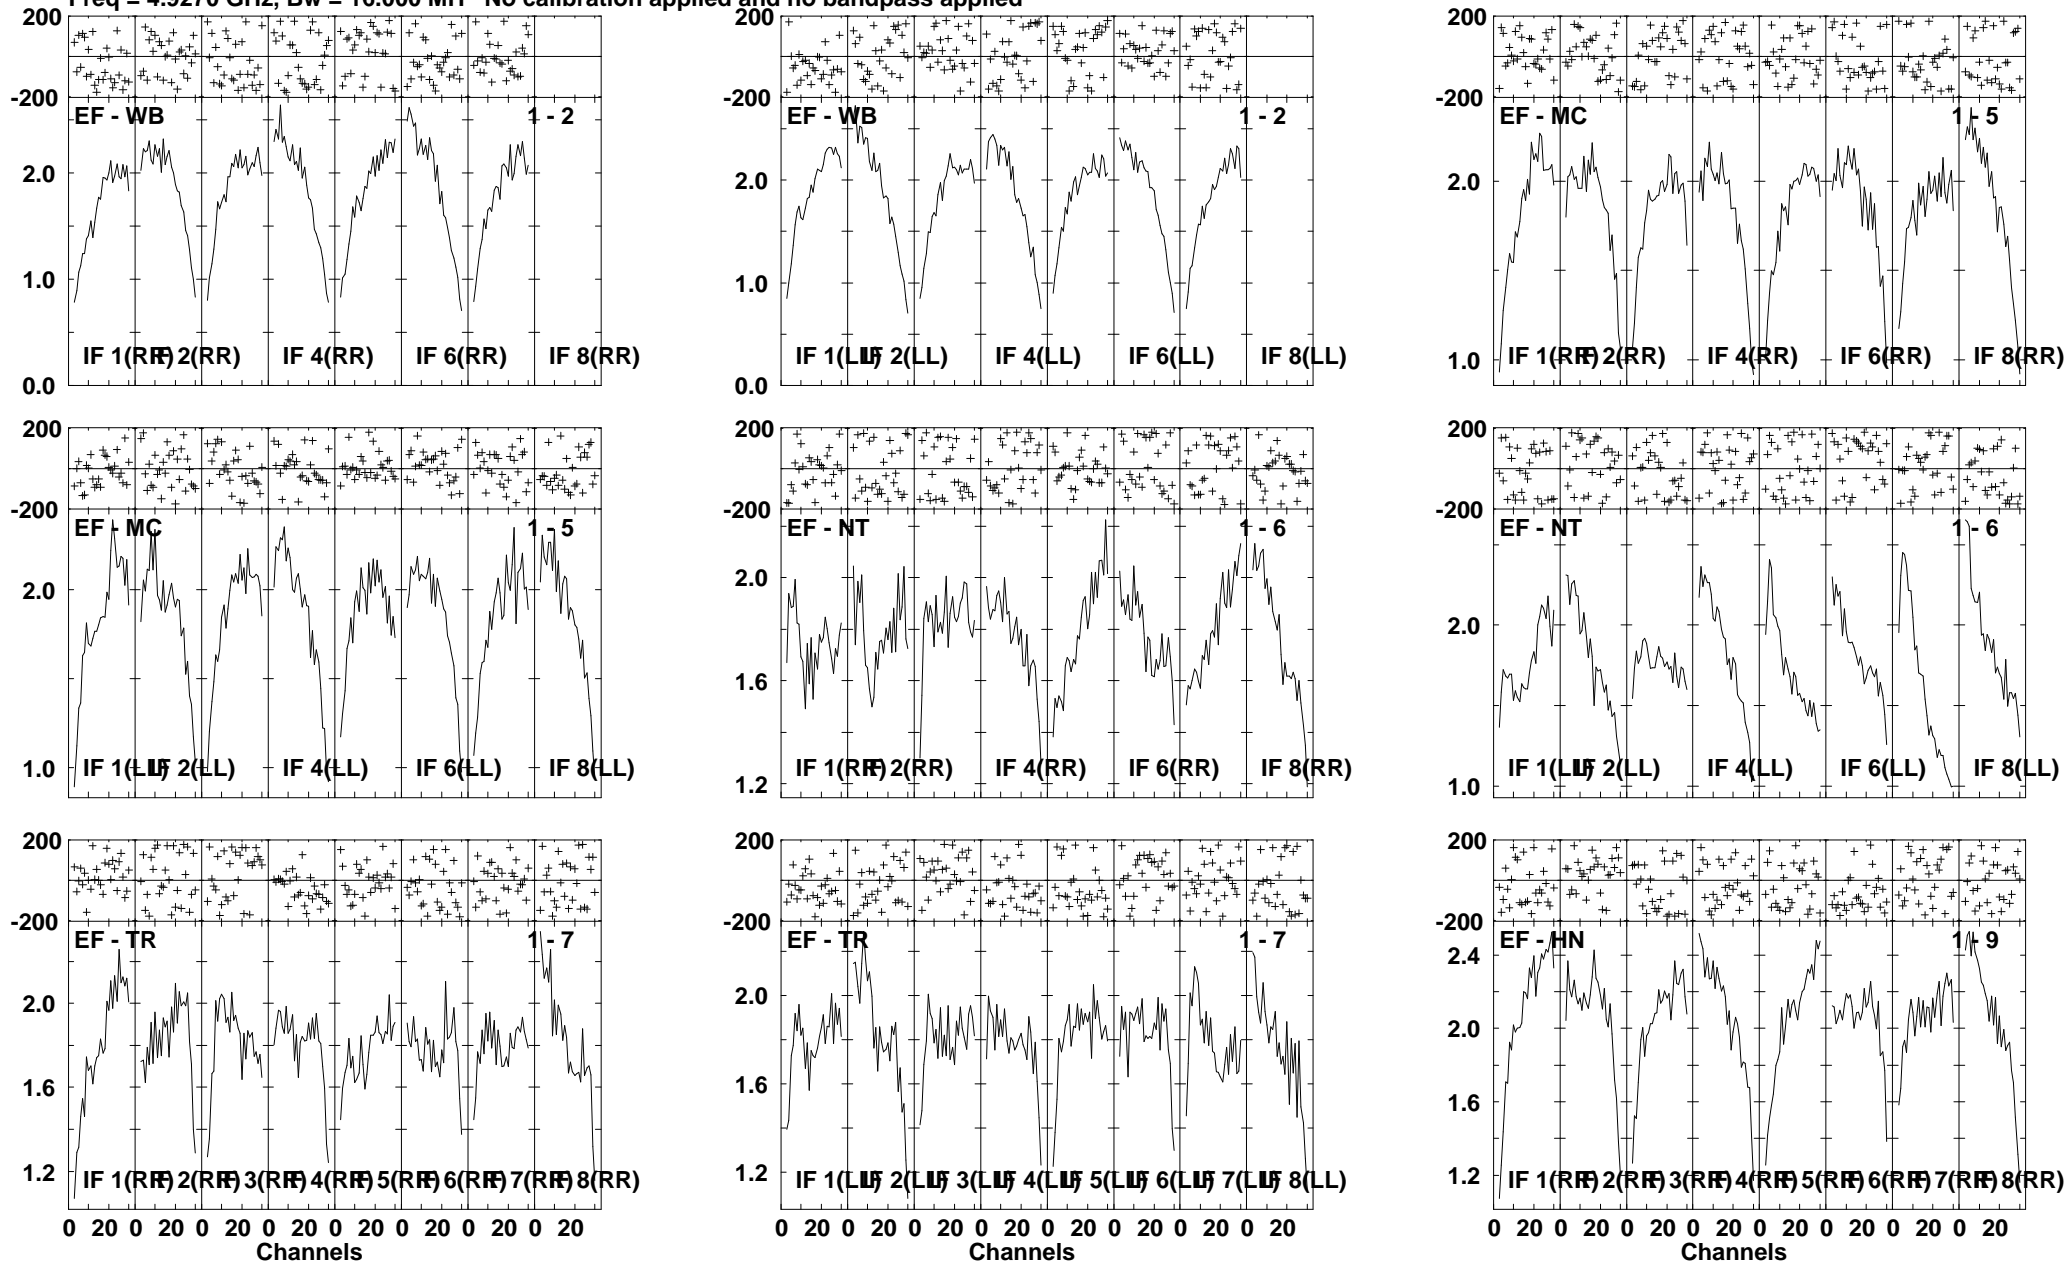 Freq = 4.9270 GHz, Bw = 16.000 MH No calibration applied and no bandpass applied
200 200 200
-200 -200 -200
EF - WB 1 - 2 EF - WB 1 - 2 EF - MC 1 - 5
2.0 2.0 2.0
1.0 1.0
IF 1(RR) IF 2(RR) IF 4(RR) IF 6(RR) IF 8(RR) IF 1(LL) IF 2(LL) IF 4(LL) IF 6(LL) IF 8(LL) 1.0 IF 1(RR) IF 2(RR) IF 4(RR) IF 6(RR) IF 8(RR)
0.0 0.0
200 200 200
-200 -200 -200
EF - MC 1 - 5 EF - NT 1 - 6 EF - NT 1 - 6
2.0 2.0 2.0
1.6
1.0 IF 1(LL) IF 2(LL) IF 4(LL) IF 6(LL) IF 8(LL) IF 1(RR) IF 2(RR) IF 4(RR) IF 6(RR) IF 8(RR) IF 1(LL) IF 2(LL) IF 4(LL) IF 6(LL) IF 8(LL)
1.2 1.0
200 200 200
-200 -200 -200
EF - TR 1 - 7 EF - TR 1 - 7 EF - HN 1 - 9
2.4
2.0 2.0 2.0
1.6 1.6 1.6
1.2 1.2 1.2
IF 1(RR) IF 2(RR) IF 3(RR) IF 4(RR) IF 5(RR) IF 6(RR) IF 7(RR) IF 8(RR) IF 1(LL) IF 2(LL) IF 3(LL) IF 4(LL) IF 5(LL) IF 6(LL) IF 7(LL) IF 8(LL) IF 1(RR) IF 2(RR) IF 3(RR) IF 4(RR) IF 5(RR) IF 6(RR) IF 7(RR) IF 8(RR)
0 20 0 20 0 20 0 20 0 20 0 20 0 20 0 20 0 20 0 20 0 20 0 20 0 20 0 20 0 20 0 20 0 20 0 20 0 20 0 20 0 20 0 20 0 20 0 20
Channels Channels